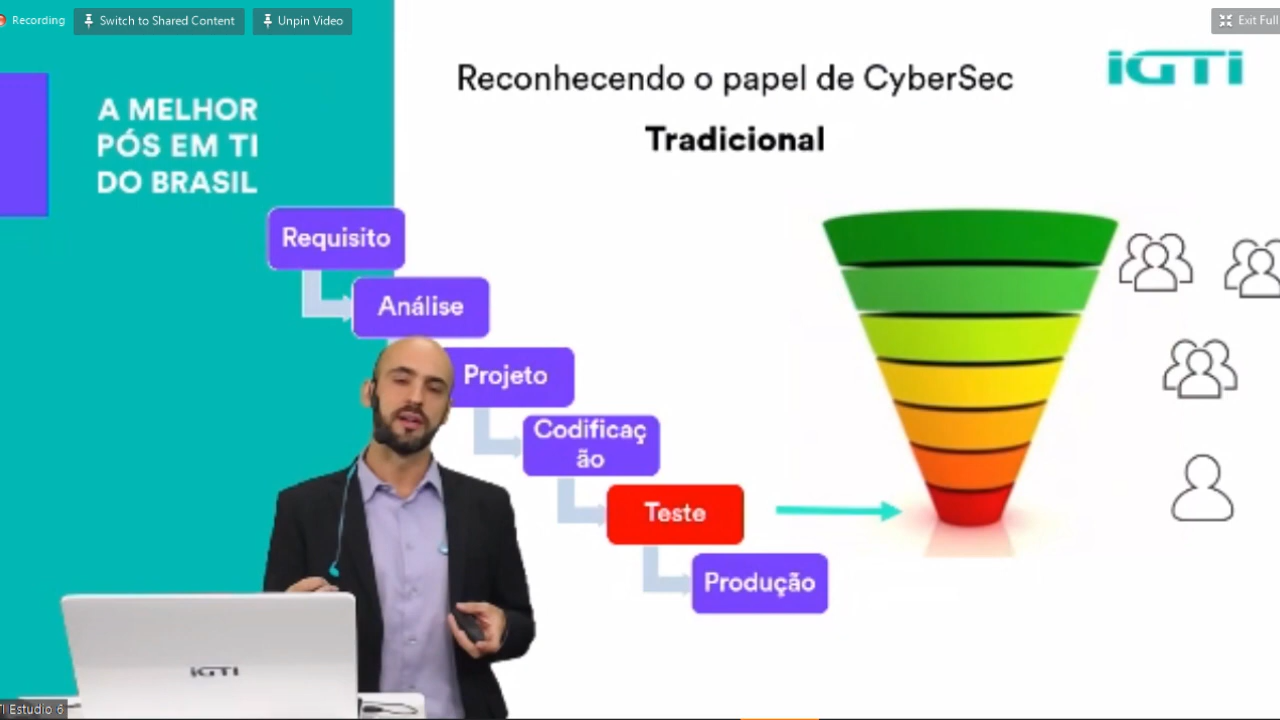 Recording
Switch to Shared Content
Unpin Video
Exit Full
A MELHOR
PÓS EM TI
DO BRASIL
Reconhecendo o papel de CyberSec
Tradicional
iGTi
Requisito
Análise
Projeto
Codificaç
ão
Teste
Produção
iGTi
TI Estudio 6